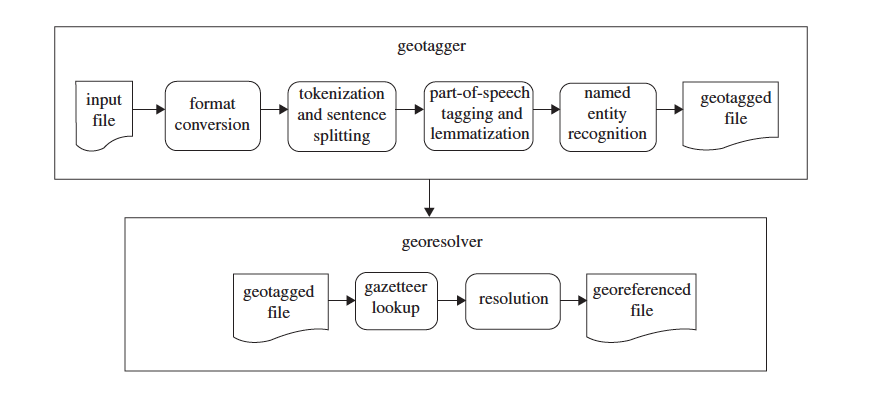 geotagger
input
file
format
conversion
tokenization
and sentence
splitting
part-of-speech
tagging and
lemmatization
named
entity
recognition
geotagged
file
georesolver
geotagged
file
gazetteer
lookup
resolution
georeferenced
file